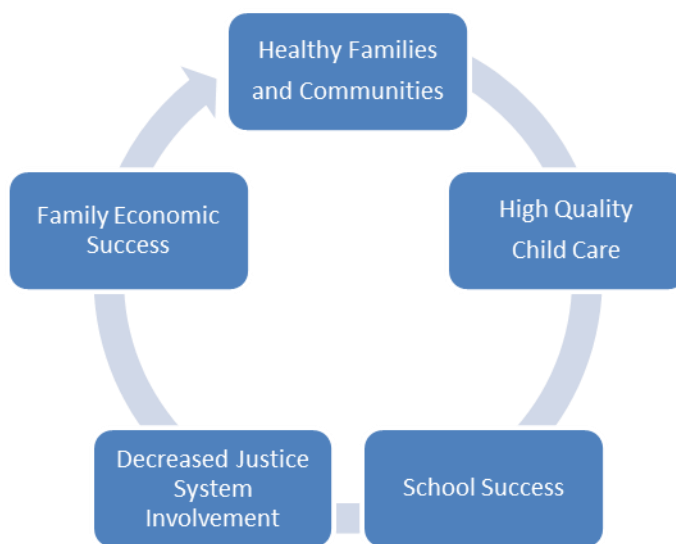 Healthy Families
and Communities
High Quality
Child Care
School Success
Decreased Justice
System
Involvement
Family Economic
Success